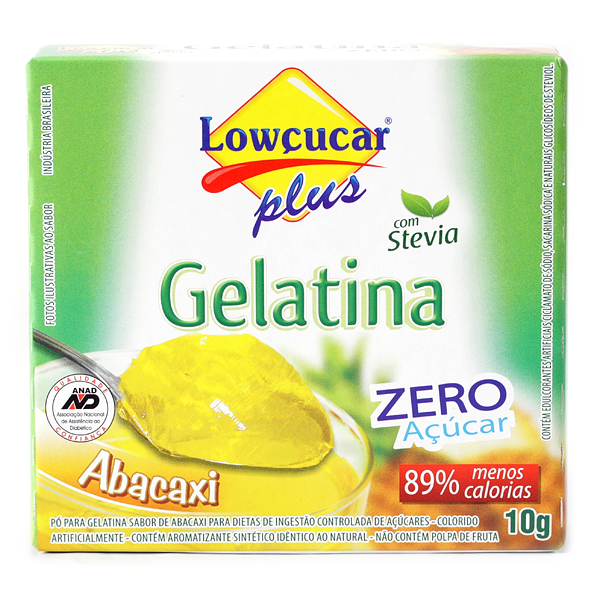 Gelatina
Lowçucar®
plus
com
Stevia
Gelatina
INDÚSTRIA BRASILEIRA
FOTOS ILUSTRATIVAS AO SABOR
CONTÉM EDULCORANTES ARTIFICIAIS CICLAMATO DE SÓDIO, SACARINA SÓDICA E NATURAIS GLICOSÍDEOS DE STEVIOL.
QUALIDADE
ANAD
Associação Nacional
de Assistência ao
Diabético
CONFIANÇA
ZERO
Açúcar
Abacaxi
89% menos
calorias
PÓ PARA GELATINA SABOR DE ABACAXI PARA DIETAS DE INGESTÃO CONTROLADA DE AÇÚCARES - COLORIDO
ARTIFICIALMENTE - CONTÉM AROMATIZANTE SINTÉTICO IDÊNTICO AO NATURAL - NÃO CONTÉM POLPA DE FRUTA
10g